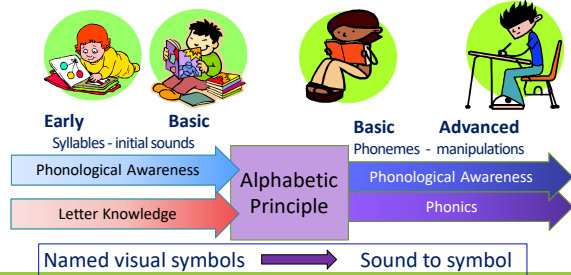 Early Basic
Syllables - initial sounds
Basic Advanced
Phonemes - manipulations
Phonological Awareness
Letter Knowledge
Alphabetic
Principle
Phonological Awareness
Phonics
Named visual symbols Sound to symbol